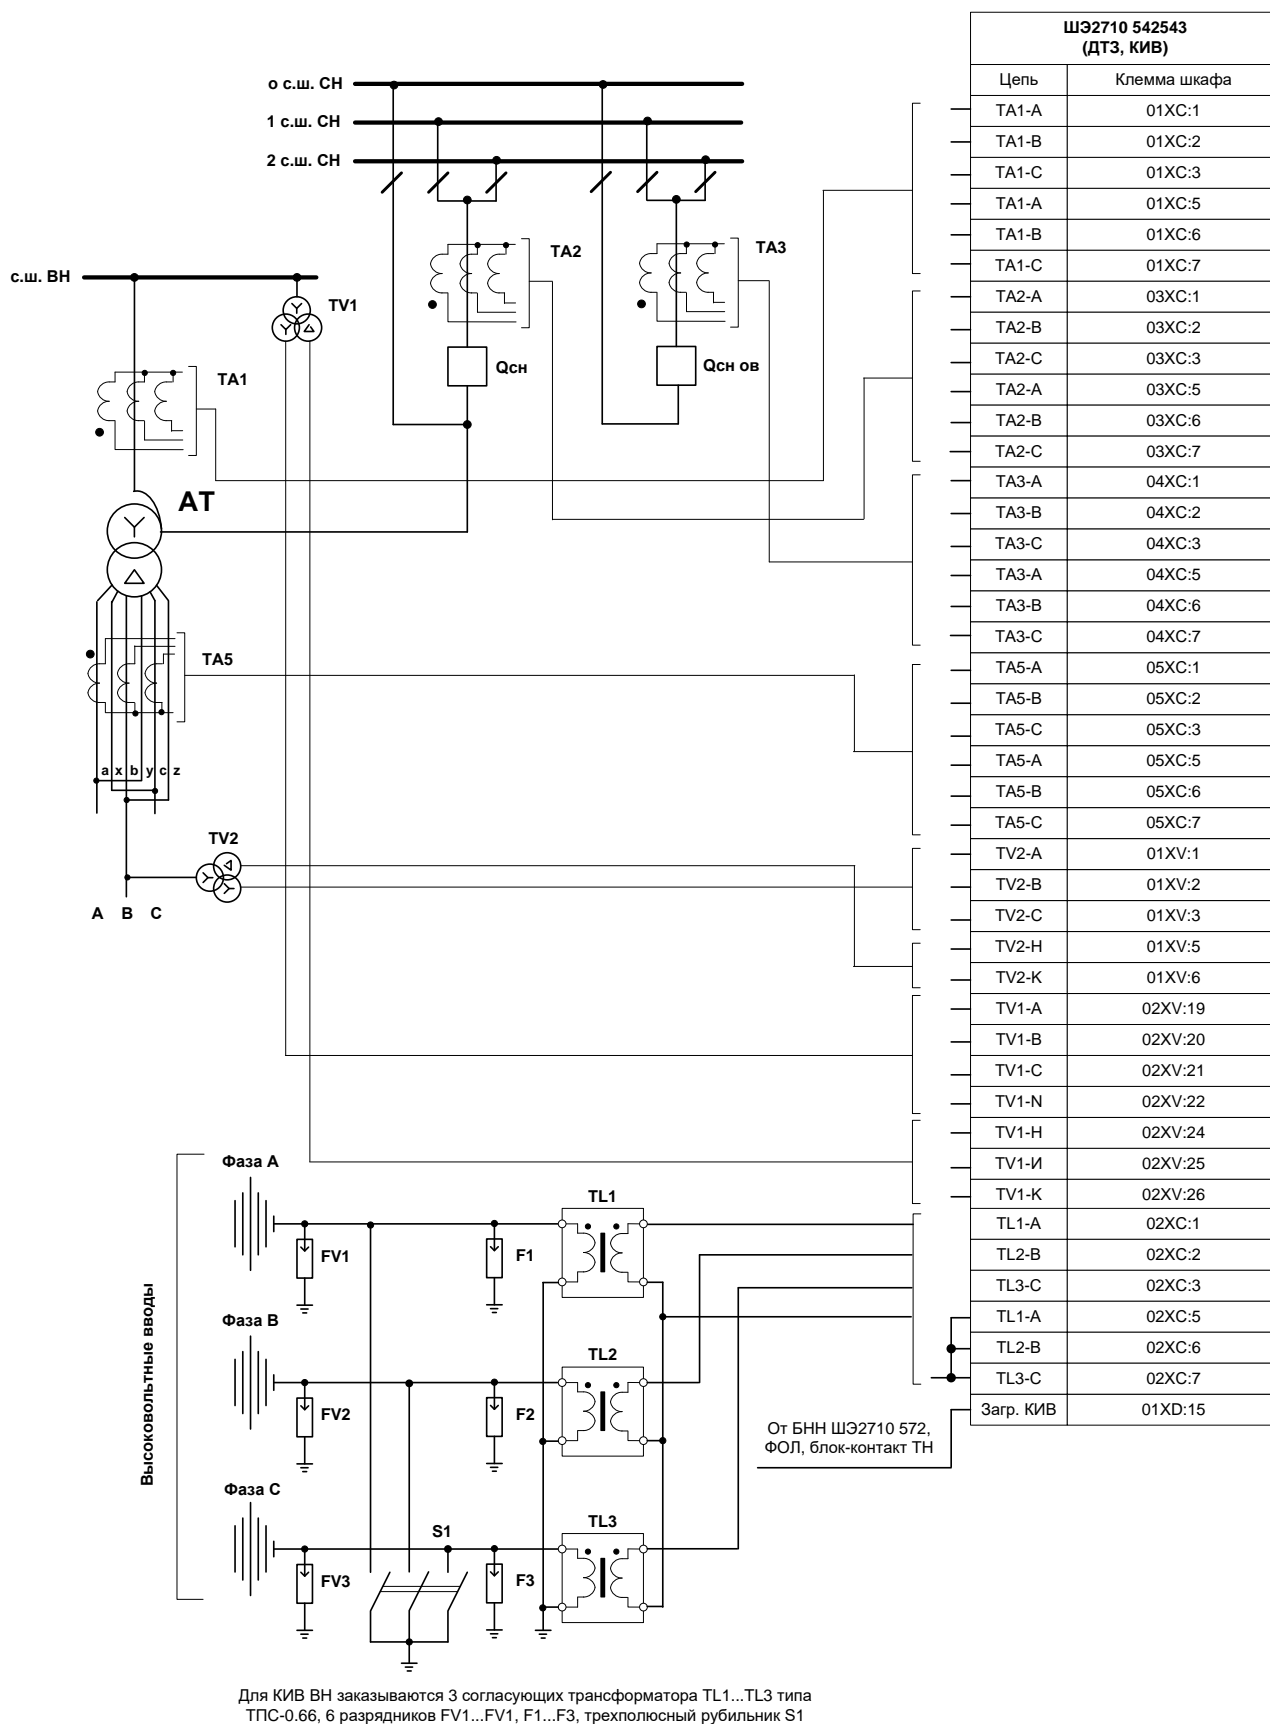 ШЭ2710 542543
(ДТЗ, КИВ)
Цепь Клемма шкафа
TA1-A 01XC:1
TA1-B 01XC:2
TA1-C 01XC:3
TA1-A 01XC:5
TA1-B 01XC:6
TA1-C 01XC:7
TA2-A 03XC:1
TA2-B 03XC:2
TA2-C 03XC:3
TA2-A 03XC:5
TA2-B 03XC:6
TA2-C 03XC:7
TA3-A 04XC:1
TA3-B 04XC:2
TA3-C 04XC:3
TA3-A 04XC:5
TA3-B 04XC:6
TA3-C 04XC:7
TA5-A 05XC:1
TA5-B 05XC:2
TA5-C 05XC:3
TA5-A 05XC:5
TA5-B 05XC:6
TA5-C 05XC:7
TV2-A 01XV:1
TV2-B 01XV:2
TV2-C 01XV:3
TV2-Н 01XV:5
TV2-K 01XV:6
TV1-A 02XV:19
TV1-B 02XV:20
TV1-C 02XV:21
TV1-N 02XV:22
TV1-Н 02XV:24
TV1-И 02XV:25
TV1-K 02XV:26
TL1-A 02XC:1
TL2-B 02XC:2
TL3-C 02XC:3
TL1-A 02XC:5
TL2-B 02XC:6
TL3-C 02XC:7
Загр. КИВ 01XD:15
о с.ш. СН
1 с.ш. СН
2 с.ш. СН
TA2
TA3
с.ш. ВН
TV1
Qсн
Qсн ов
TA1
АТ
TA5
a x b y c z
TV2
A B C
Высоковольтные вводы
Фаза A
TL1
FV1
F1
Фаза B
TL2
FV2
F2
От БНН ШЭ2710 572,
ФОЛ, блок-контакт ТН
Фаза C
S1
TL3
FV3
F3
Для КИВ ВН заказываются 3 согласующих трансформатора TL1...TL3 типа
ТПС-0.66, 6 разрядников FV1...FV1, F1...F3, трехполюсный рубильник S1